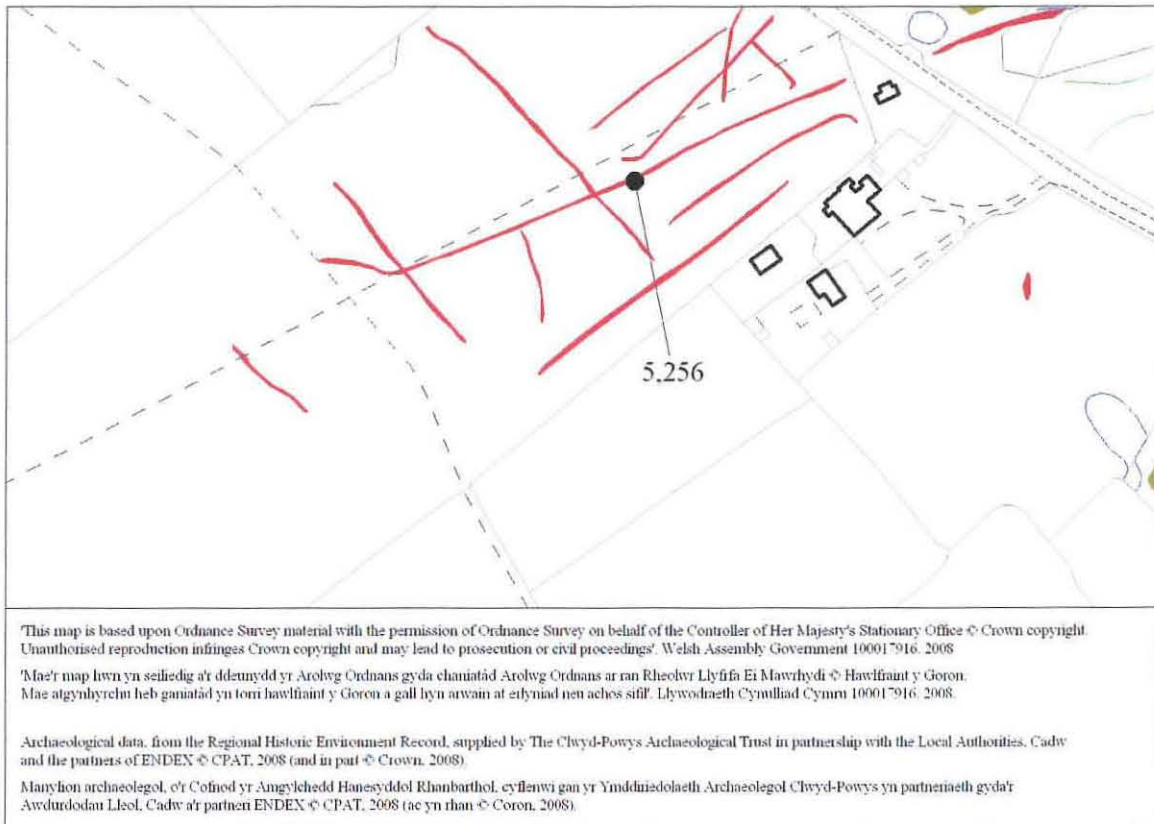 5,256
'This map is based upon Ordnance Survey material with the permission of Ordnance Survey on behalf of the Controller of Her Majesty's Stationary Office © Crown copyright.
Unauthorised reproduction infringes Crown copyright and may lead to prosecution or civil proceedings'. Welsh Assembly Government 100017916. 2008
'Mae'r map hwn yn seiliedig a'r ddeunydd yr Arolwg Ordnans gyda chaniatád Arolwg Ordnans ar ran Rheolwr Llyfrfa Ei Mawrhydi © Hawlfraint y Goron.
Mae atgynhyrchu heb ganiatád yn torri hawlfraint y Goron a gall hyn arwain at erlyniad neu achos sifil'. Llywodraeth Cynulliad Cymru 100017916. 2008.
Archaeological data, from the Regional Historic Environment Record, supplied by The Clwyd-Powys Archaeological Trust in partnership with the Local Authorities, Cadw
and the partners of ENDEX © CPAT, 2008 (and in part © Crown, 2008).
Manylion archaeolegol, o'r Cofnod yr Amgylchedd Hanesyddol Rhanbarthol, cyflenwi gan yr Ymddiriedolaeth Archaeolegol Clwyd-Powys yn partneriaeth gyda'r
Awdurdodau Lleol, Cadw a'r partneri ENDEX © CPAT, 2008 (ac yn rhan © Coron, 2008).